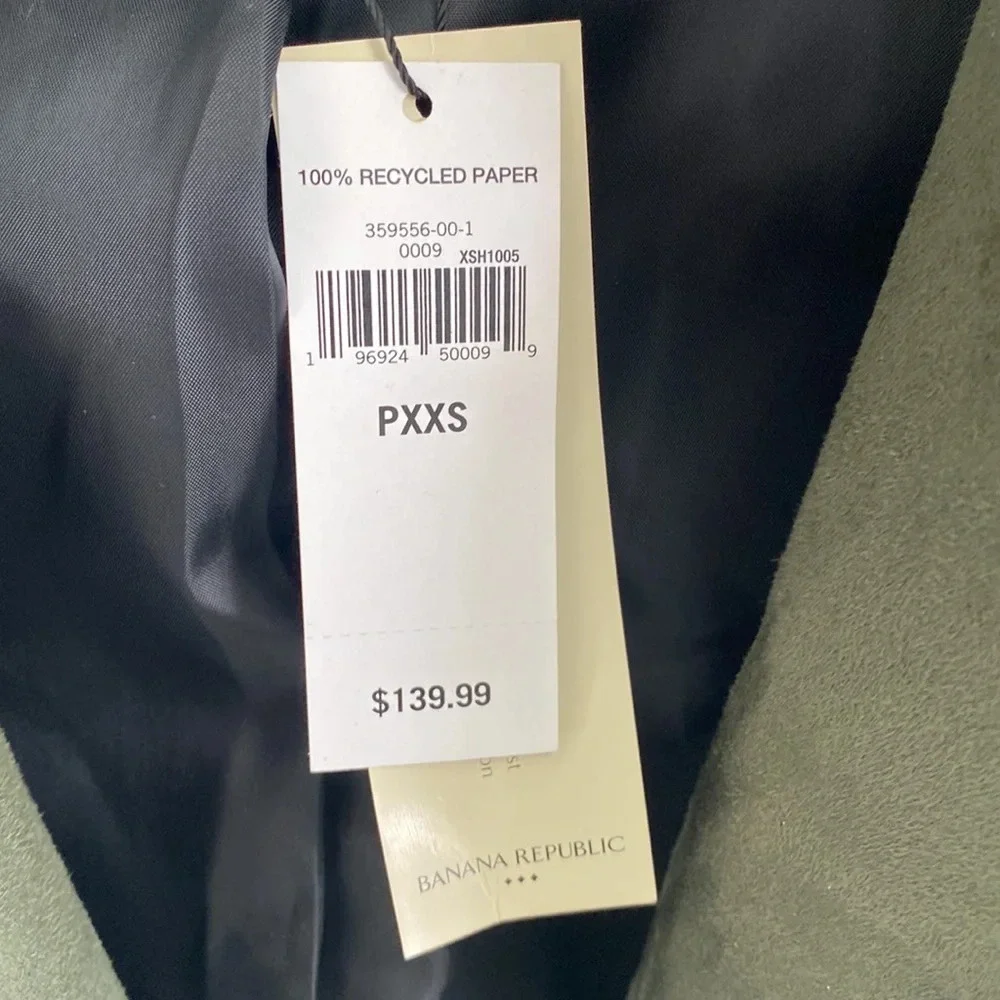 100% RECYCLED PAPER
359556-00-1
0009 XSH1005
1 96924 50009 9
PXXS
$139.99
BANANA REPUBLIC